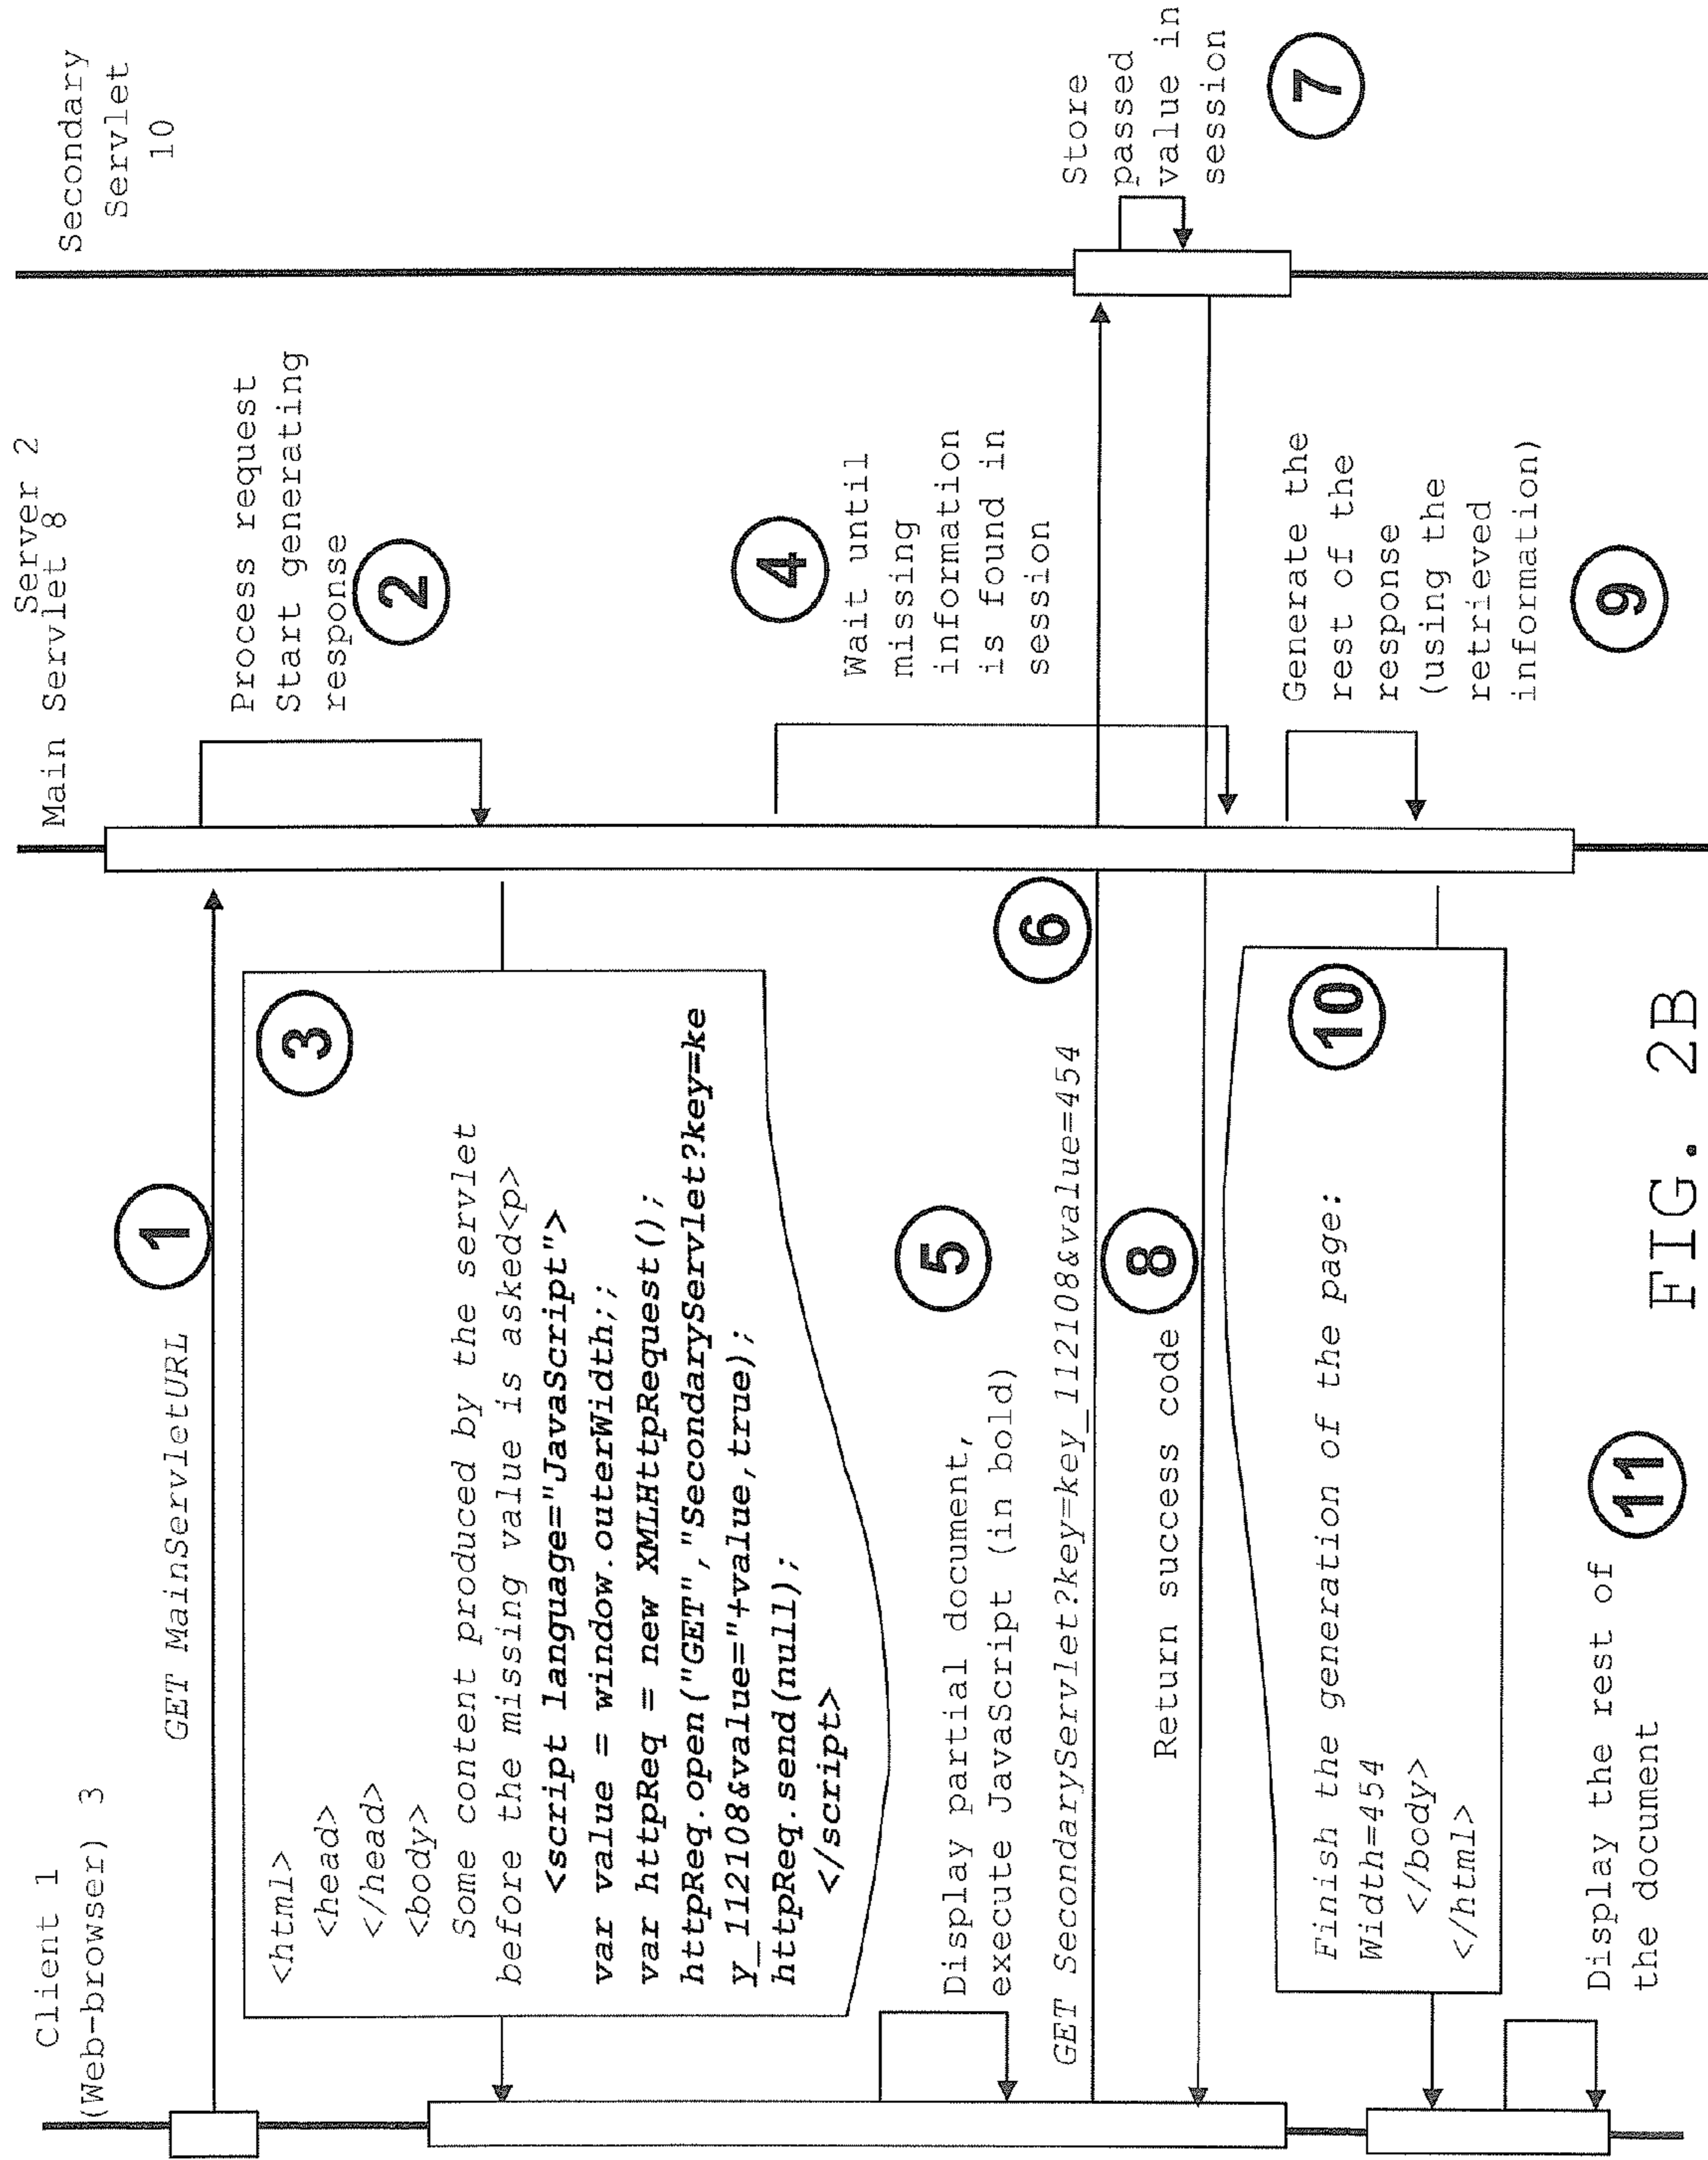 Client 1
(Web-browser) 3
Server 2
Main Servlet 8
Secondary
Servlet
10
GET MainServletURL
1
Process request
Start generating
response
2
3
<html>
<head>
</head>
<body>
Some content produced by the servlet
before the missing value is asked<p>
<script language="JavaScript">
var value = window.outerWidth;;
var httpReq = new XMLHttpRequest();
httpReq.open("GET","SecondaryServlet?key=ke
y_112108&value="+value,true);
httpReq.send(null);
</script>
4
Wait until
missing
information
is found in
session
Display partial document,
execute JavaScript (in bold)
5
6
GET SecondaryServlet?key=key_112108&value=454
Store
passed
value in
session
7
Return success code
8
Generate the
rest of the
response
(using the
retrieved
information)
9
10
Finish the generation of the page:
Width=454
</body>
</html>
Display the rest of
the document
11
FIG. 2B